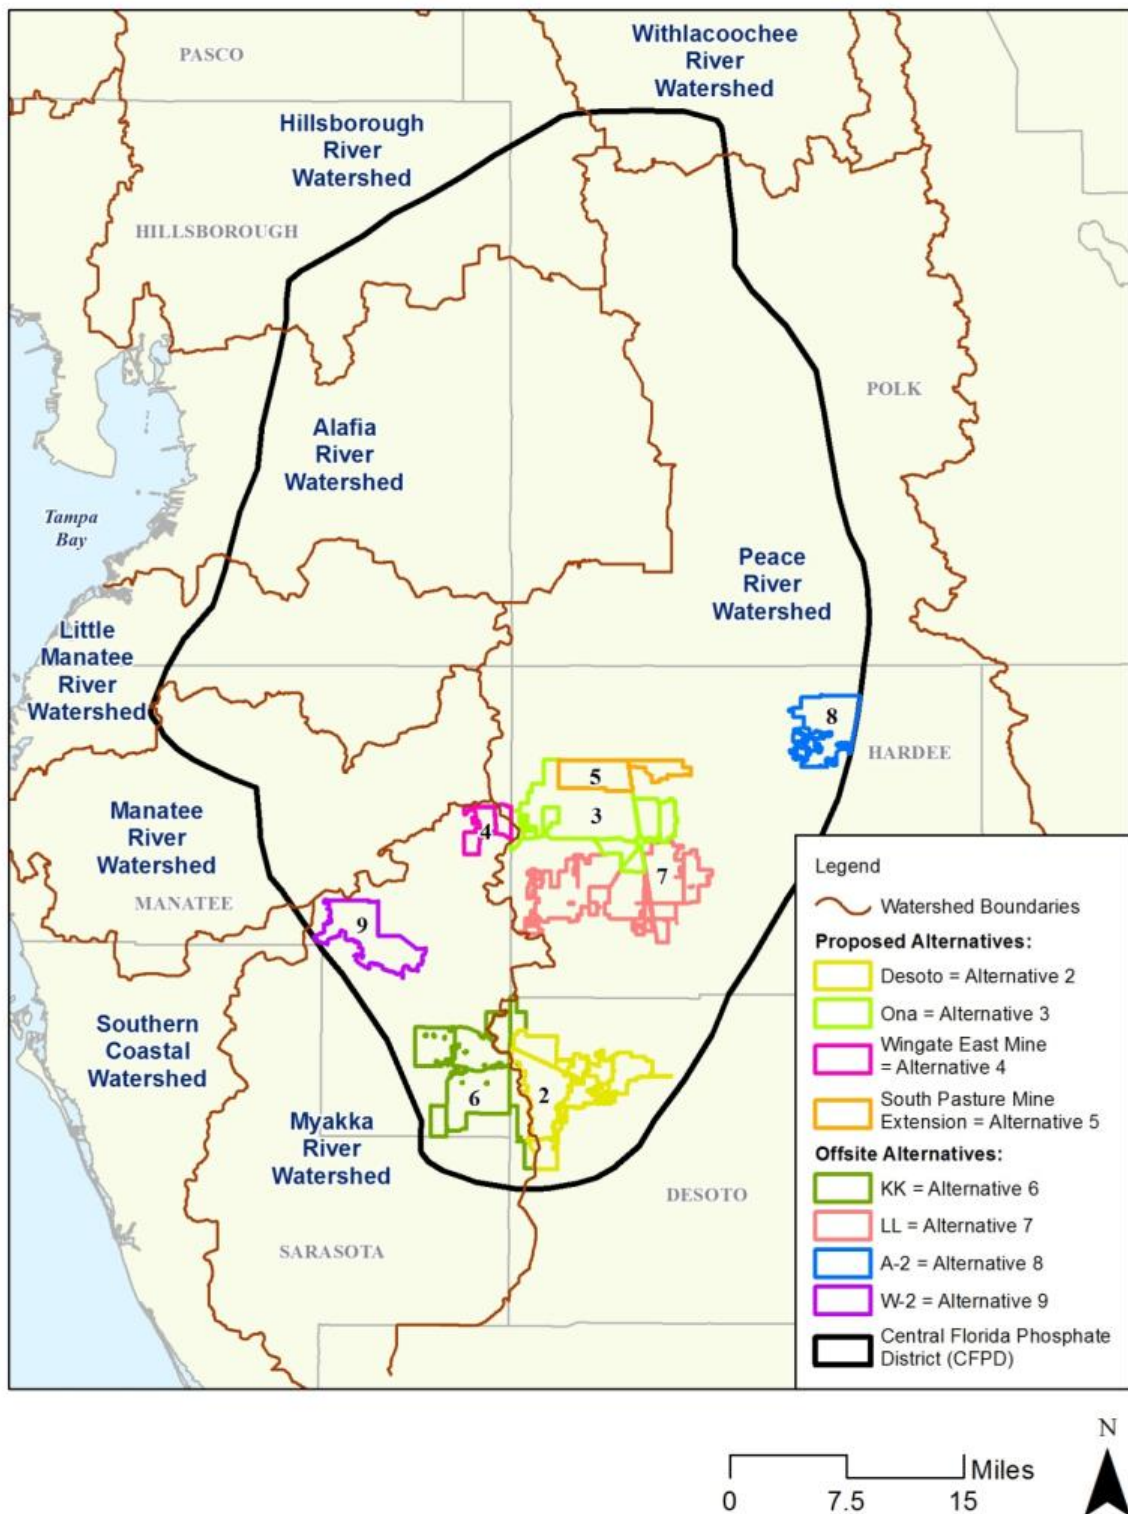 PASCO
Withlacoochee
River
Watershed
Hillsborough
River
Watershed
HILLSBOROUGH
POLK
Alafia
River
Watershed
Tampa
Bay
Peace
River
Watershed
Little
Manatee
River
Watershed
8
HARDEE
5
3
4
Manatee
River
Watershed
MANATEE
7
9
Southern
Coastal
Watershed
6
2
Myakka
River
Watershed
DESOTO
SARASOTA
Legend
Watershed Boundaries
Proposed Alternatives:
Desoto = Alternative 2
Ona = Alternative 3
Wingate East Mine
= Alternative 4
South Pasture Mine
Extension = Alternative 5
Offsite Alternatives:
KK = Alternative 6
LL = Alternative 7
A-2 = Alternative 8
W-2 = Alternative 9
Central Florida Phosphate
District (CFPD)
N
Miles
0 7.5 15